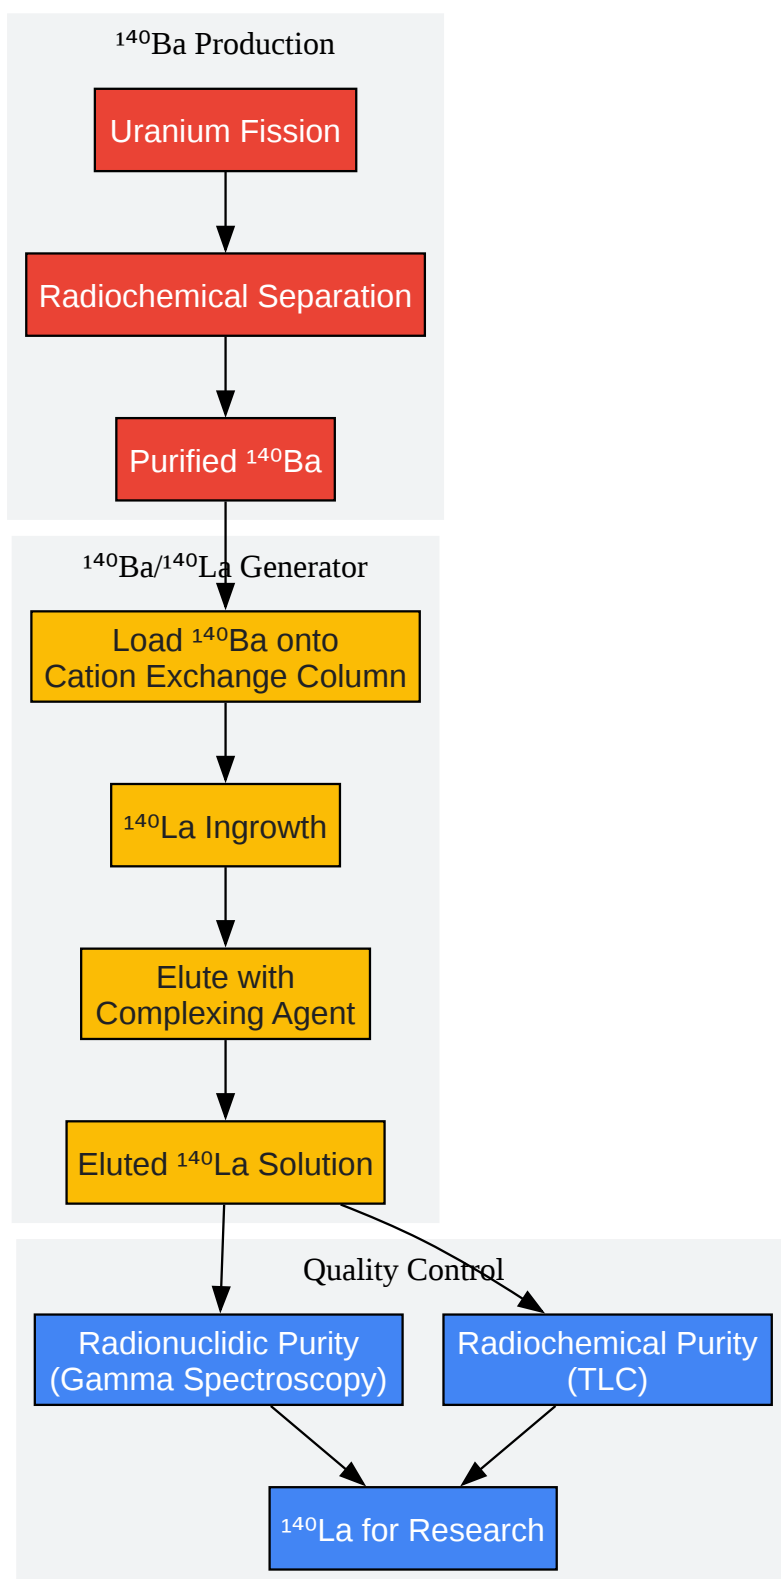 ¹⁴⁰Ba Production
Uranium Fission
Radiochemical Separation
Purified ¹⁴⁰Ba
¹⁴⁰Ba/¹⁴⁰La Generator
Load ¹⁴⁰Ba onto
Cation Exchange Column
¹⁴⁰La Ingrowth
Elute with
Complexing Agent
Eluted ¹⁴⁰La Solution
Quality Control
Radionuclidic Purity
(Gamma Spectroscopy)
Radiochemical Purity
(TLC)
¹⁴⁰La for Research